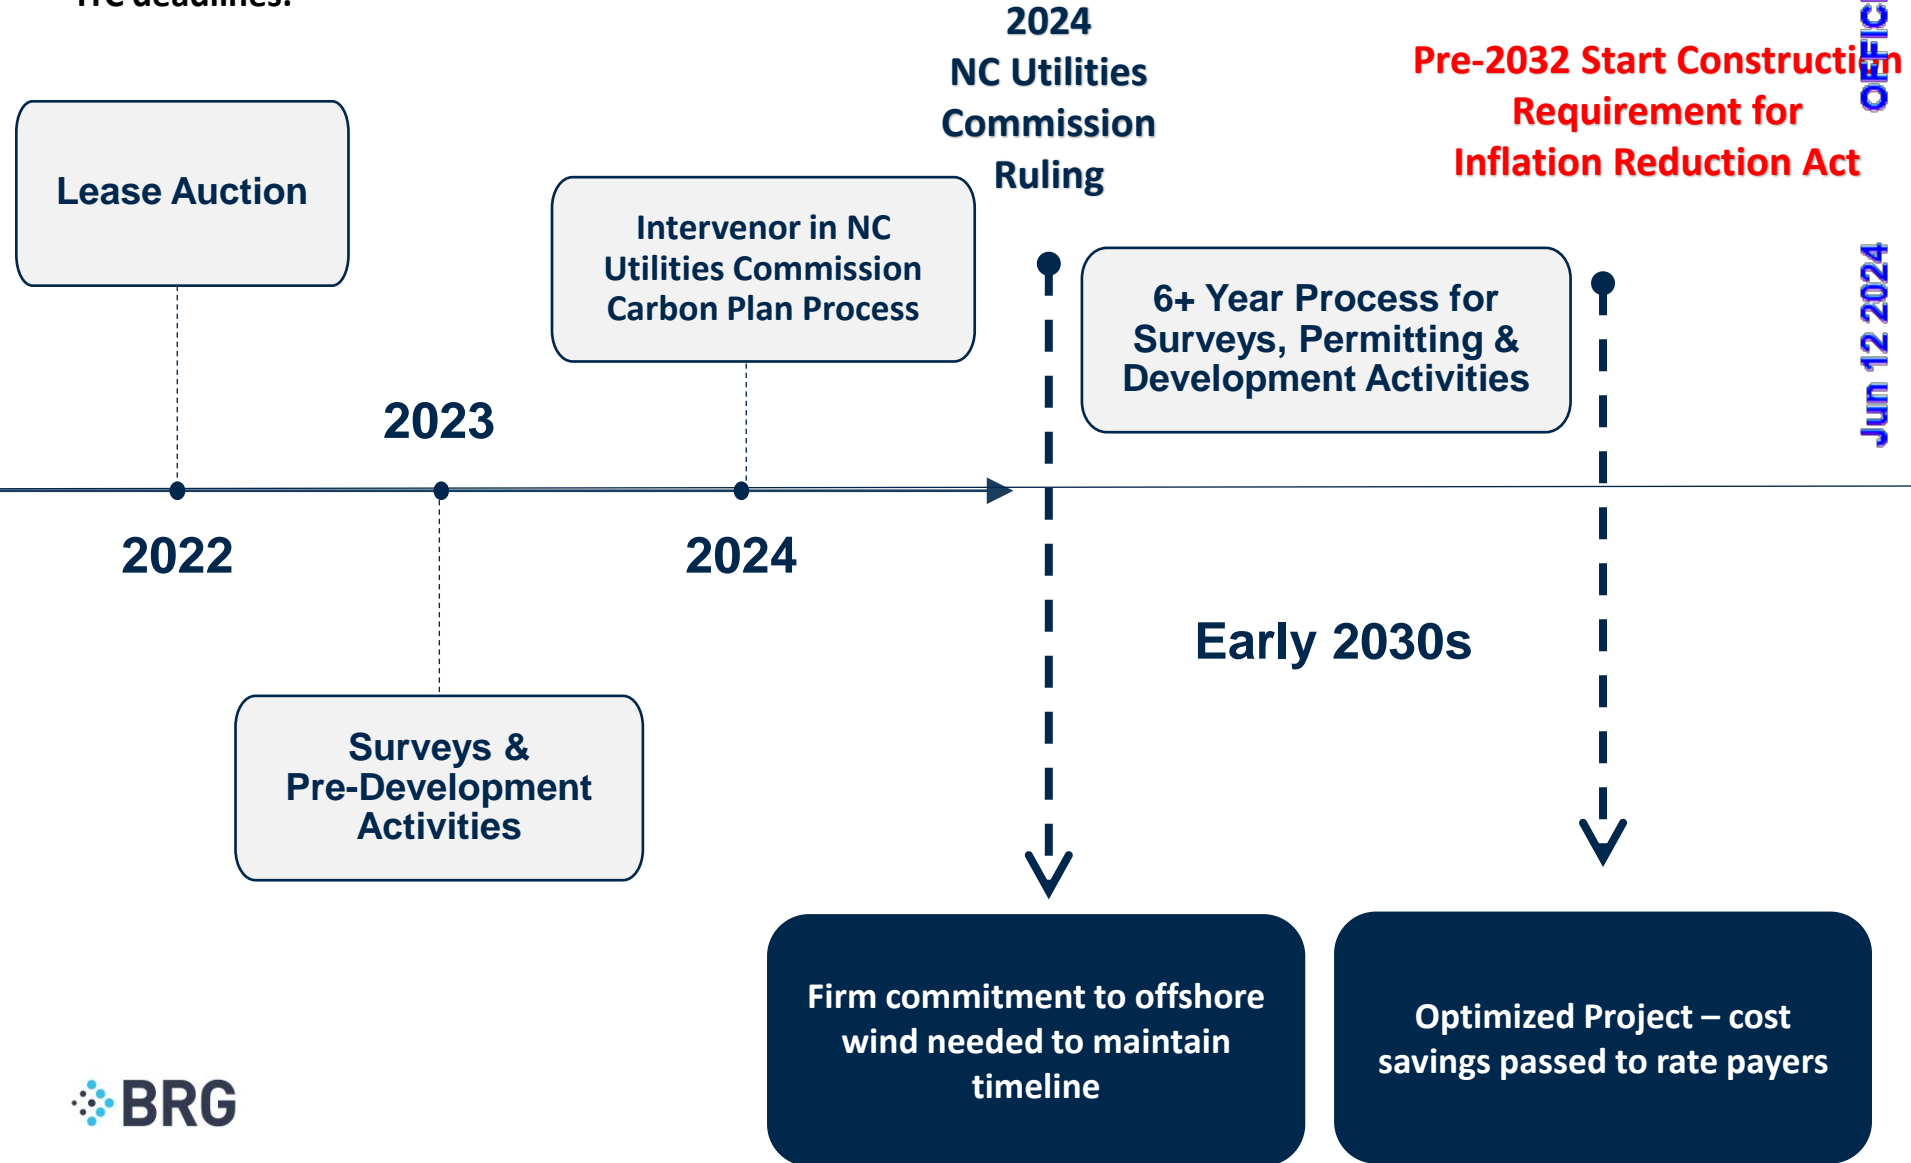 ITC deadlines.
2024
NC Utilities
Commission
Ruling
Pre-2032 Start Construction
Requirement for
Inflation Reduction Act
Lease Auction
Intervenor in NC
Utilities Commission
Carbon Plan Process
6+ Year Process for
Surveys, Permitting &
Development Activities
2023
2022
2024
Early 2030s
Surveys &
Pre-Development
Activities
Firm commitment to offshore
wind needed to maintain
timeline
Optimized Project – cost
savings passed to rate payers
BRG
Jun 12 2024